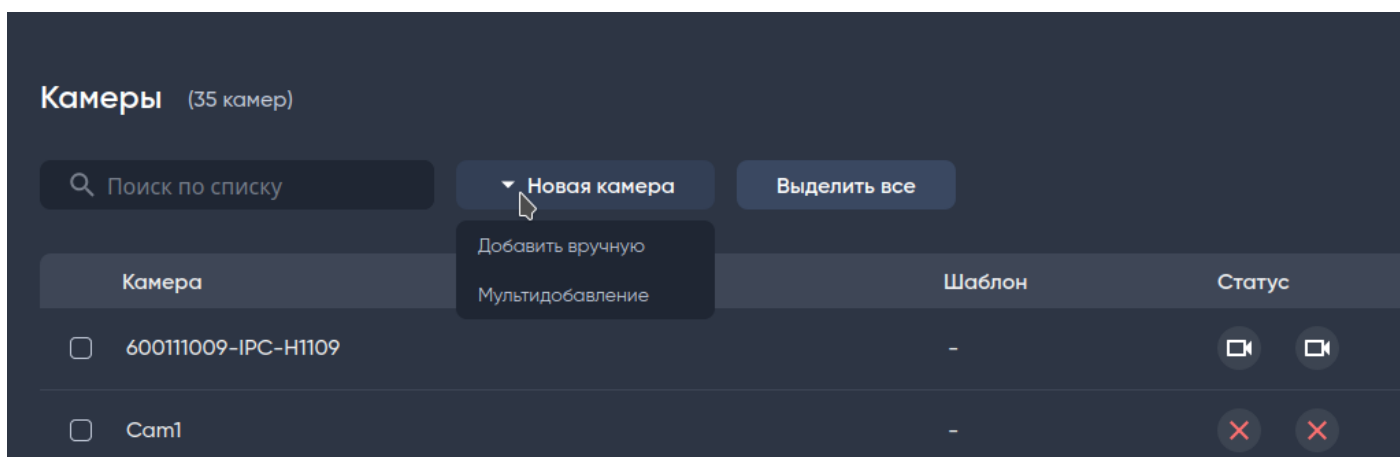 Камеры (35 камер)
Поиск по списку Новая камера Выделить все
Добавить вручную
Мультидобавление
Камера Шаблон Статус
600111009-IPC-H1109 -
Cam1 -